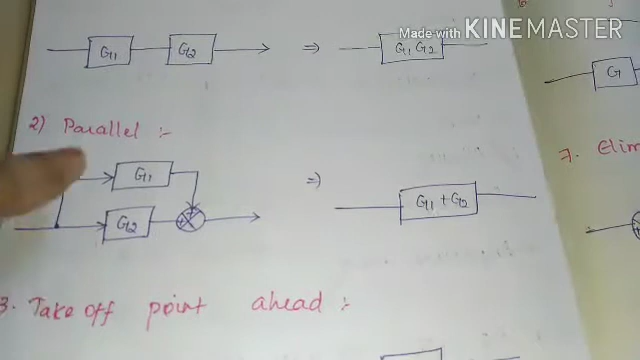 Made with KINEMASTER
G1 G2 ⇒ G1 G2
G
2) Parallel :-
7. Elim
G1
⇒ G1 + G2
G2
3. Take off point ahead :-